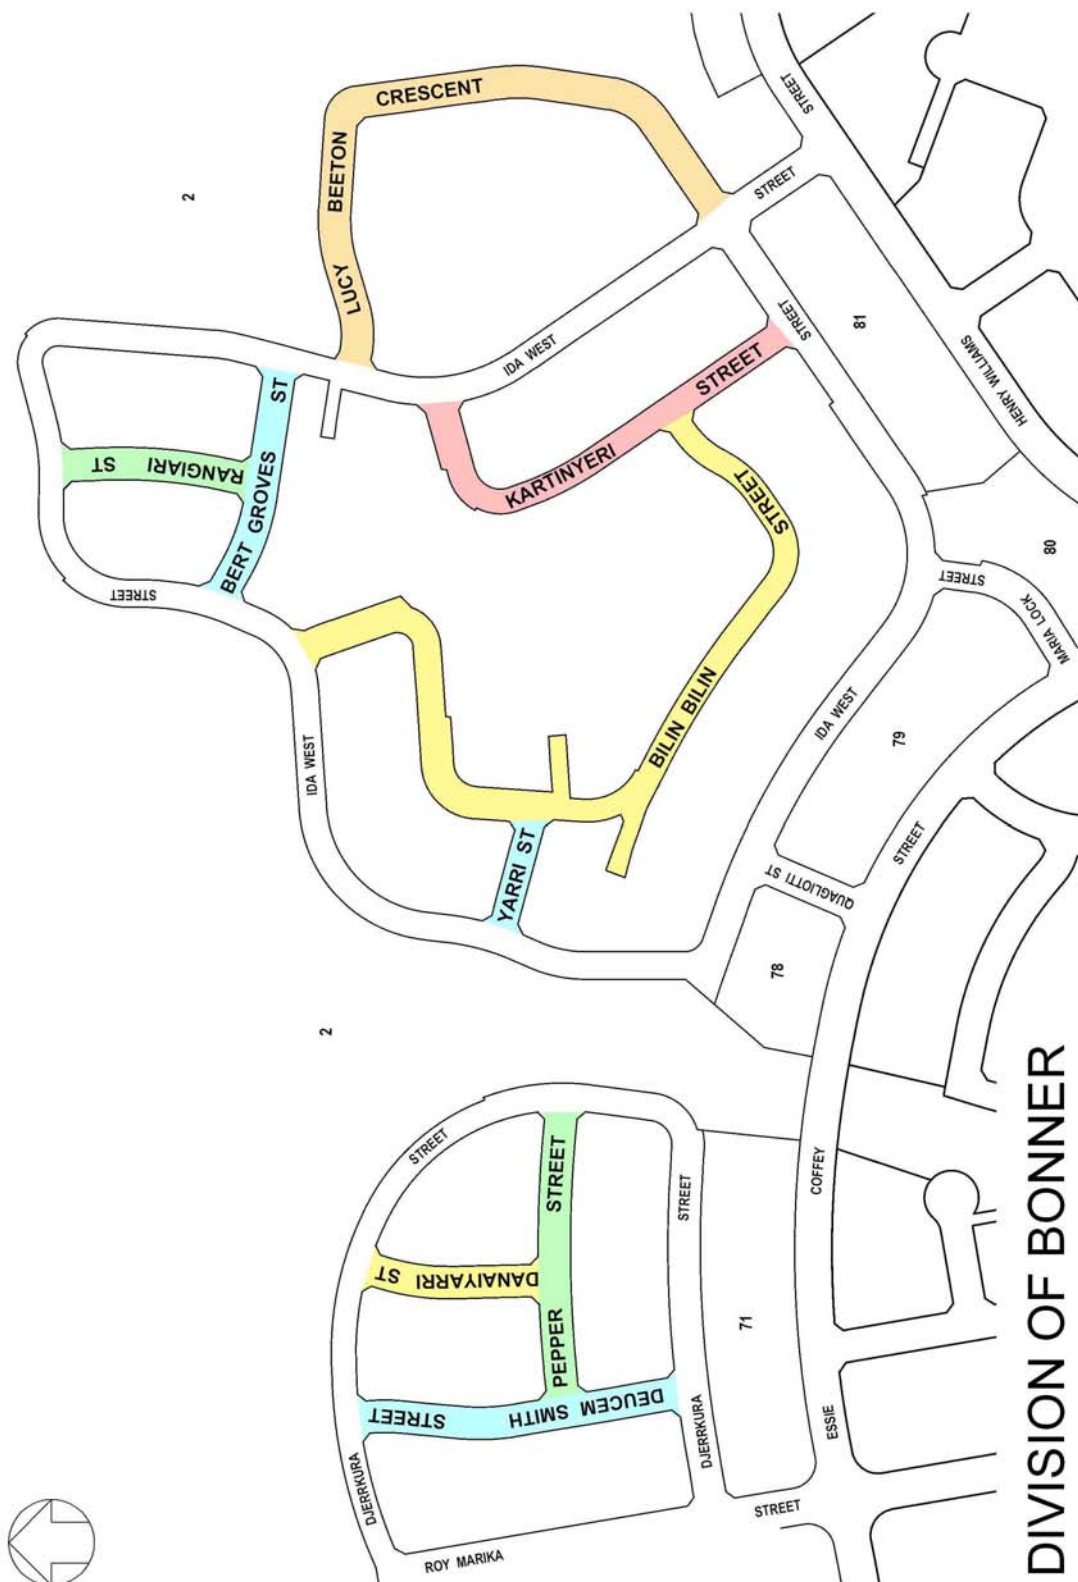 LUCY BEETON CRESCENT
2
STREET
STREET
81
HENRY WILLIAMS
IDA WEST
STREET
KARTINYERI STREET
BERT GROVES ST
RANGIARI ST
STREET
IDA WEST
BILIN BILIN STREET
YARRI ST
80
STREET
MARIA LOCK
IDA WEST
79
STREET
QUAGLIOTTI ST
78
2
STREET
PEPPER STREET
DANAIYARRI ST
DEUCEM SMITH STREET
DJERRKURA
STREET
DJERRKURA
71
COFFEY
ESSIE
STREET
ROY MARIKA
DIVISION OF BONNER